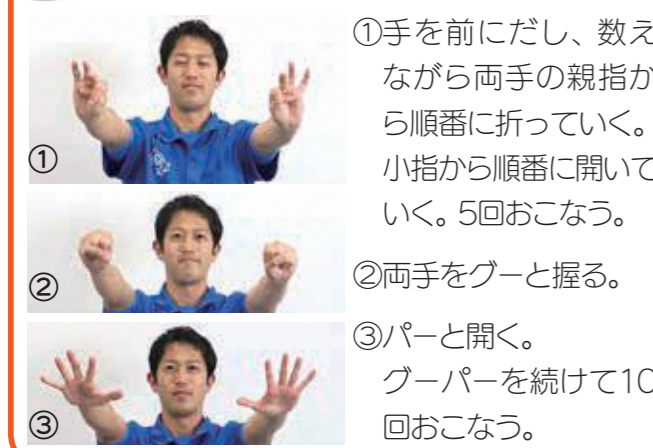 ①手を前にだし、数え
ながら両手の親指か
ら順番に折っていく。
小指から順番に開いて
いく。5回おこなう。
②両手をグーと握る。
③パーと開く。
グーパーを続けて10
回おこなう。
①
②
③